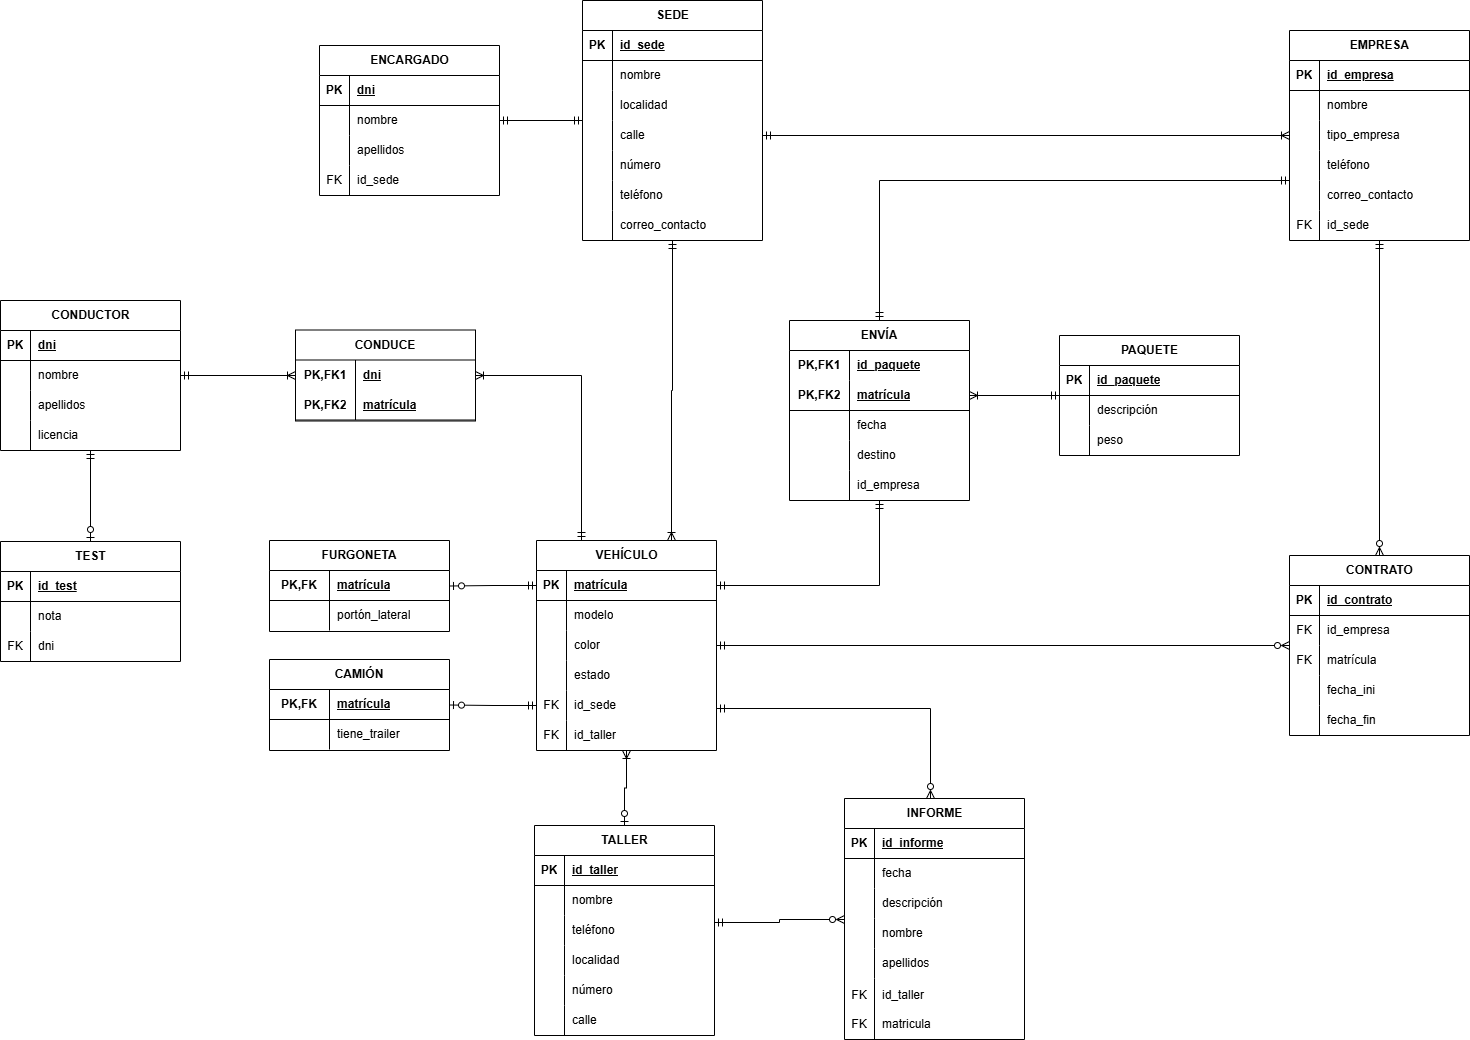 SEDE
PK id_sede
nombre
localidad
calle
número
teléfono
correo_contacto
ENCARGADO
PK dni
nombre
apellidos
FK id_sede
EMPRESA
PK id_empresa
nombre
tipo_empresa
teléfono
correo_contacto
FK id_sede
CONDUCTOR
PK dni
nombre
apellidos
licencia
CONDUCE
PK,FK1 dni
PK,FK2 matrícula
ENVÍA
PK,FK1 id_paquete
PK,FK2 matrícula
fecha
destino
id_empresa
PAQUETE
PK id_paquete
descripción
peso
TEST
PK id_test
nota
FK dni
FURGONETA
PK,FK matrícula
portón_lateral
VEHÍCULO
PK matrícula
modelo
color
estado
FK id_sede
FK id_taller
CAMIÓN
PK,FK matrícula
tiene_trailer
CONTRATO
PK id_contrato
FK id_empresa
FK matrícula
fecha_ini
fecha_fin
TALLER
PK id_taller
nombre
teléfono
localidad
número
calle
INFORME
PK id_informe
fecha
descripción
nombre
apellidos
FK id_taller
FK matricula